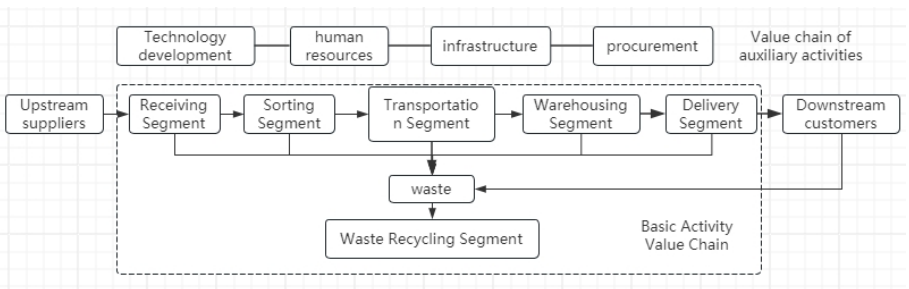 Technology
development
human
resources
infrastructure
procurement
Value chain of
auxiliary activities
Upstream
suppliers
Receiving
Segment
Sorting
Segment
Transportatio
n Segment
Warehousing
Segment
Delivery
Segment
Downstream
customers
waste
Waste Recycling Segment
Basic Activity
Value Chain